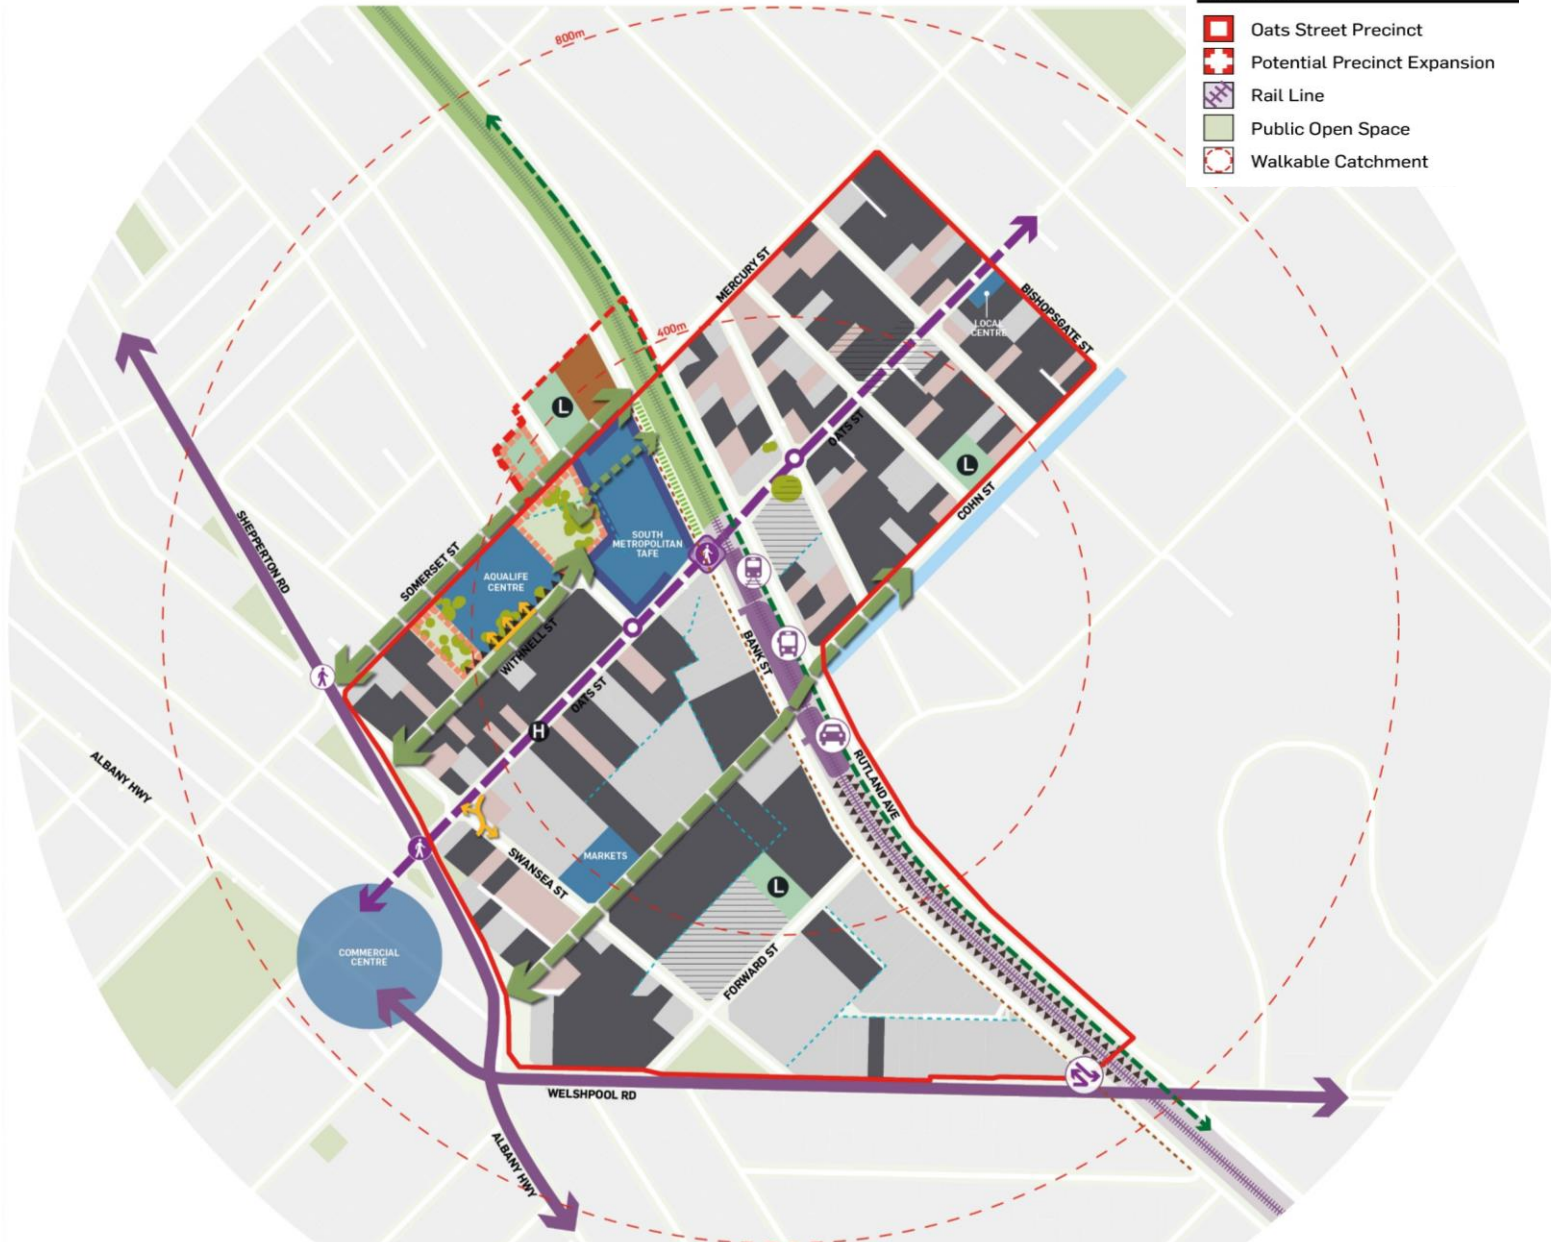 Oats Street Precinct
Potential Precinct Expansion
Rail Line
Public Open Space
Walkable Catchment
800m
MERCURY ST
BISHOPSGATE ST
LOCAL
CENTRE
400m
L
OATS ST
L
COHN ST
SHEPPERTON RD
SOMERSET ST
SOUTH
METROPOLITAN
TAFE
AQUALIFE
CENTRE
WITHNELL ST
BANK ST
OATS ST
H
ALBANY HWY
RUTLAND AVE
SWANSEA ST
MARKETS
L
COMMERCIAL
CENTRE
FORWARD ST
WELSHPOOL RD
ALBANY HWY